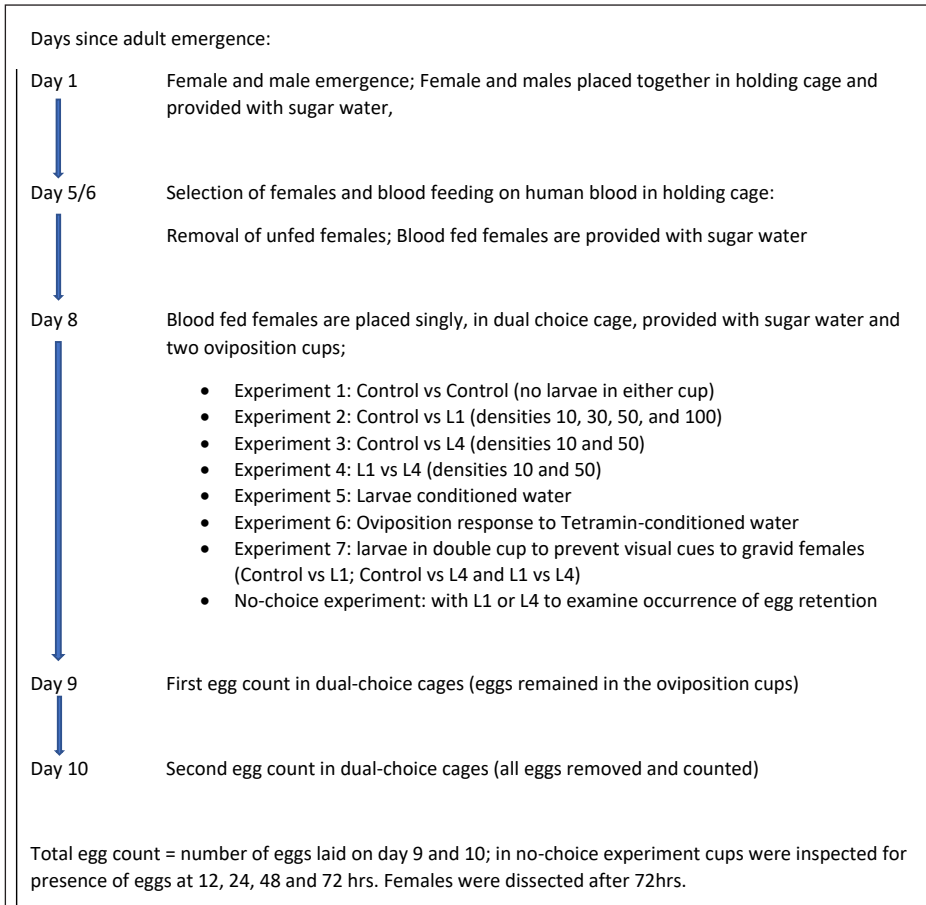 Days since adult emergence:
Day 1 Female and male emergence; Female and males placed together in holding cage and
provided with sugar water,
Day 5/6 Selection of females and blood feeding on human blood in holding cage:
Removal of unfed females; Blood fed females are provided with sugar water
Day 8 Blood fed females are placed singly, in dual choice cage, provided with sugar water and
two oviposition cups;
• Experiment 1: Control vs Control (no larvae in either cup)
• Experiment 2: Control vs L1 (densities 10, 30, 50, and 100)
• Experiment 3: Control vs L4 (densities 10 and 50)
• Experiment 4: L1 vs L4 (densities 10 and 50)
• Experiment 5: Larvae conditioned water
• Experiment 6: Oviposition response to Tetramin-conditioned water
• Experiment 7: larvae in double cup to prevent visual cues to gravid females
(Control vs L1; Control vs L4 and L1 vs L4)
• No-choice experiment: with L1 or L4 to examine occurrence of egg retention
Day 9 First egg count in dual-choice cages (eggs remained in the oviposition cups)
Day 10 Second egg count in dual-choice cages (all eggs removed and counted)
Total egg count = number of eggs laid on day 9 and 10; in no-choice experiment cups were inspected for
presence of eggs at 12, 24, 48 and 72 hrs. Females were dissected after 72hrs.